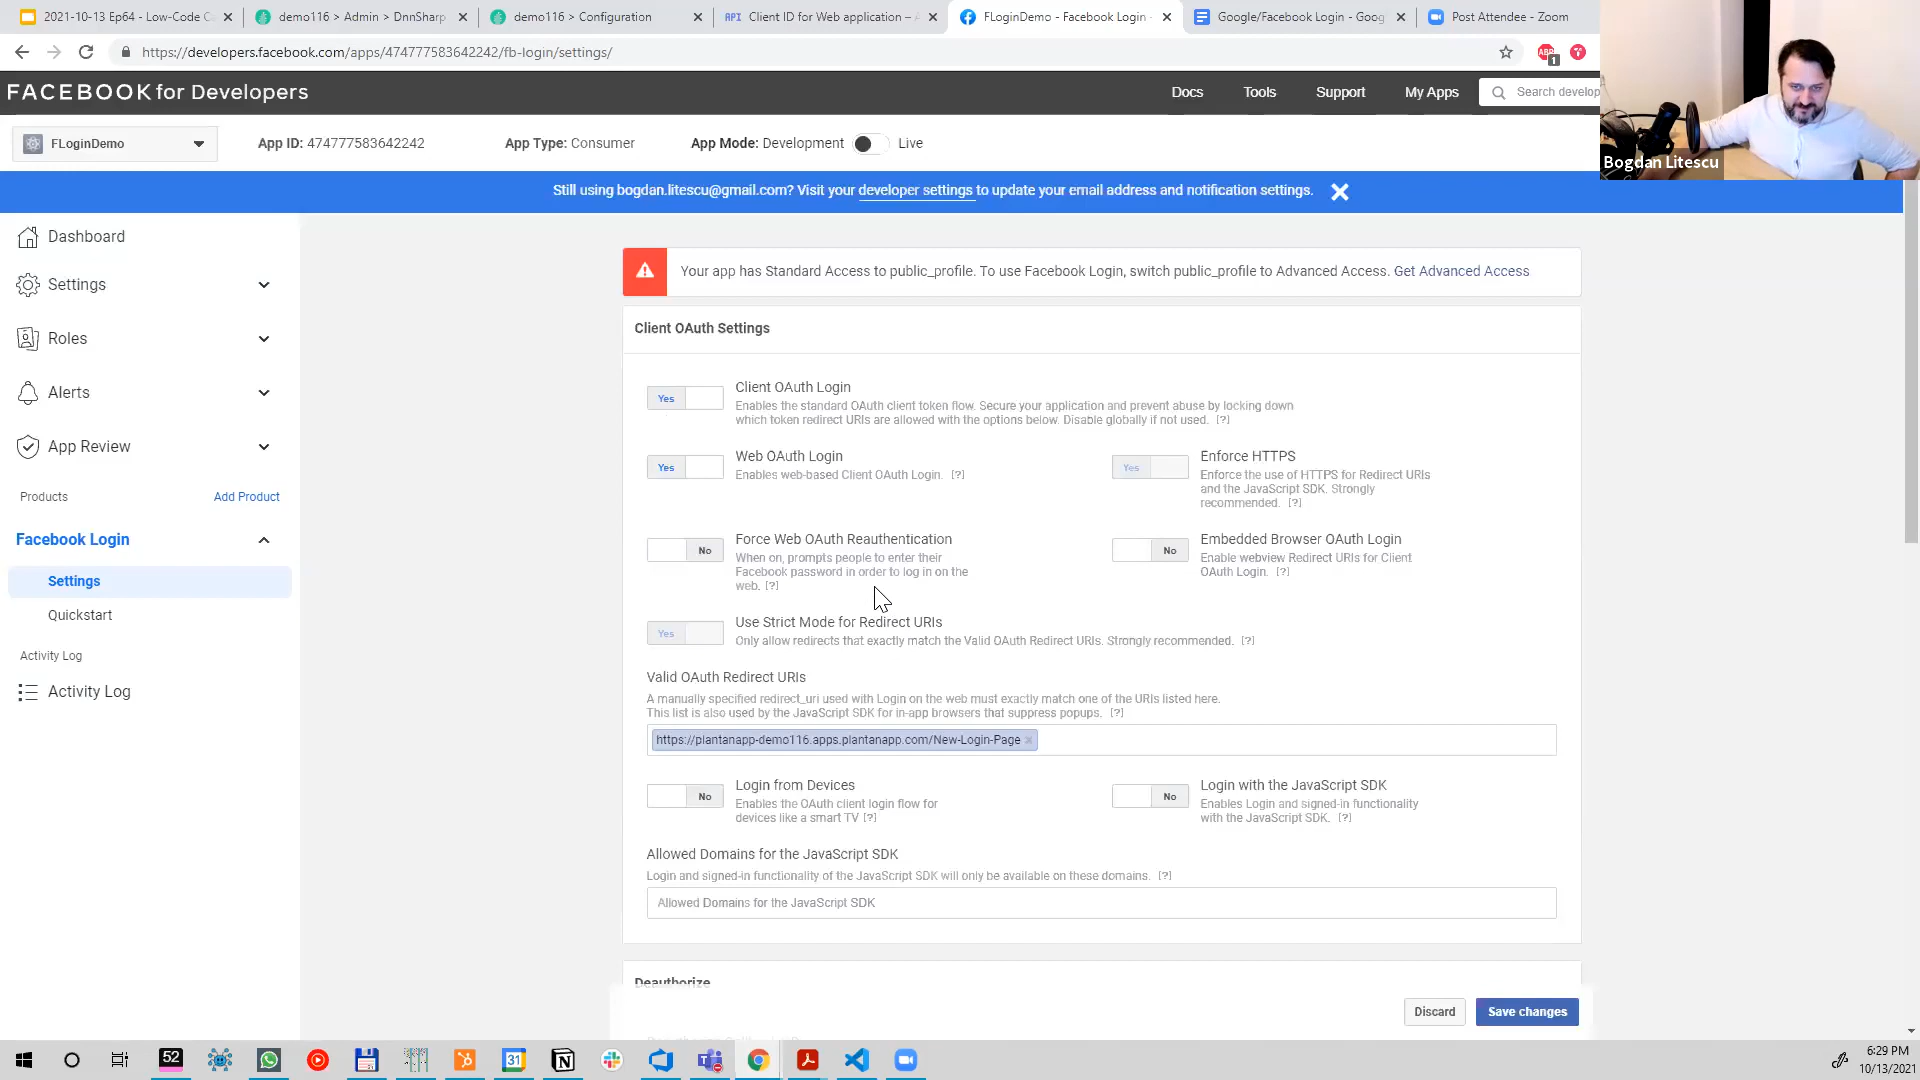 2021-10-13 Ep64 - Low-Code C
demo116 > Admin > DnnSharp
demo116 > Configuration
API Client ID for Web application –
FLoginDemo - Facebook Login -
Google/Facebook Login - Goog
Post Attendee - Zoom
https://developers.facebook.com/apps/474777583642242/fb-login/settings/
ABP
1
FACEBOOK for Developers
Docs
Tools
Support
My Apps
Search develop
Bogdan Litescu
FLoginDemo
App ID: 474777583642242
App Type: Consumer
App Mode: Development
Live
Still using bogdan.litescu@gmail.com? Visit your developer settings to update your email address and notification settings.
Dashboard
Settings
Roles
Alerts
App Review
Products
Add Product
Facebook Login
Settings
Quickstart
Activity Log
Activity Log
Your app has Standard Access to public_profile. To use Facebook Login, switch public_profile to Advanced Access. Get Advanced Access
Client OAuth Settings
Yes
Client OAuth Login
Enables the standard OAuth client token flow. Secure your application and prevent abuse by locking down
which token redirect URIs are allowed with the options below. Disable globally if not used. [?]
Yes
Web OAuth Login
Enables web-based Client OAuth Login. [?]
Yes
Enforce HTTPS
Enforce the use of HTTPS for Redirect URIs
and the JavaScript SDK. Strongly
recommended. [?]
No
Force Web OAuth Reauthentication
When on, prompts people to enter their
Facebook password in order to log in on the
web. [?]
No
Embedded Browser OAuth Login
Enable webview Redirect URIs for Client
OAuth Login. [?]
Yes
Use Strict Mode for Redirect URIs
Only allow redirects that exactly match the Valid OAuth Redirect URIs. Strongly recommended. [?]
Valid OAuth Redirect URIs
A manually specified redirect_uri used with Login on the web must exactly match one of the URIs listed here.
This list is also used by the JavaScript SDK for in-app browsers that suppress popups. [?]
https://plantanapp-demo116.apps.plantanapp.com/New-Login-Page
No
Login from Devices
Enables the OAuth client login flow for
devices like a smart TV [?]
No
Login with the JavaScript SDK
Enables Login and signed-in functionality
with the JavaScript SDK. [?]
Allowed Domains for the JavaScript SDK
Login and signed-in functionality of the JavaScript SDK will only be available on these domains. [?]
Allowed Domains for the JavaScript SDK
Deauthorize
Discard
Save changes
52
31
6:29 PM
10/13/2021